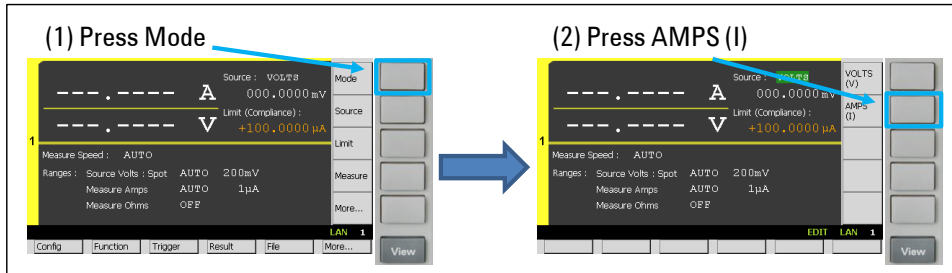 (1) Press Mode
Source : VOLTS
---.---- A 000.0000 mV
Limit (Compliance) :
---.---- V +100.0000 µA
1
Measure Speed : AUTO
Ranges : Source Volts : Spot AUTO 200mV
Measure Amps AUTO 1µA
Measure Ohms OFF
Mode
Source
Limit
Measure
More...
LAN 1
Config Function Trigger Result File More...
View
(2) Press AMPS (I)
Source : VOLTS
---.---- A 000.0000 mV
Limit (Compliance) :
---.---- V +100.0000 µA
1
Measure Speed : AUTO
Ranges : Source Volts : Spot AUTO 200mV
Measure Amps AUTO 1µA
Measure Ohms OFF
VOLTS
(V)
AMPS
(I)
EDIT LAN 1
View